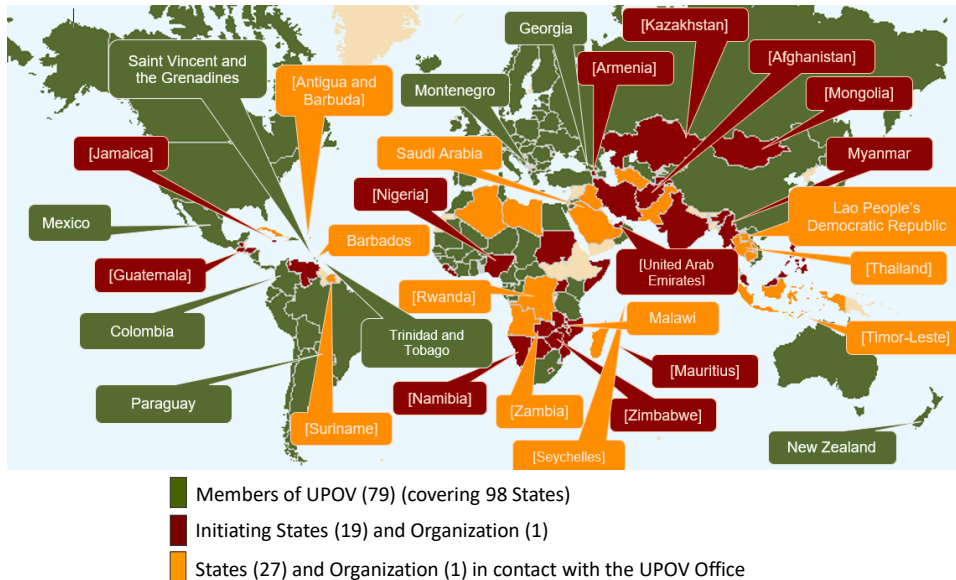 Georgia
[Kazakhstan]
Saint Vincent and
the Grenadines
[Antigua and
Barbuda]
[Armenia]
[Afghanistan]
Montenegro
[Mongolia]
[Jamaica]
Saudi Arabia
Myanmar
[Nigeria]
Mexico
Barbados
Lao People's
Democratic Republic
[Guatemala]
[United Arab
Emirates]
[Thailand]
[Rwanda]
Malawi
Colombia
Trinidad and
Tobago
[Timor-Leste]
[Mauritius]
Paraguay
[Namibia]
[Zambia]
[Zimbabwe]
[Suriname]
[Seychelles]
New Zealand
Members of UPOV (79) (covering 98 States)
Initiating States (19) and Organization (1)
States (27) and Organization (1) in contact with the UPOV Office